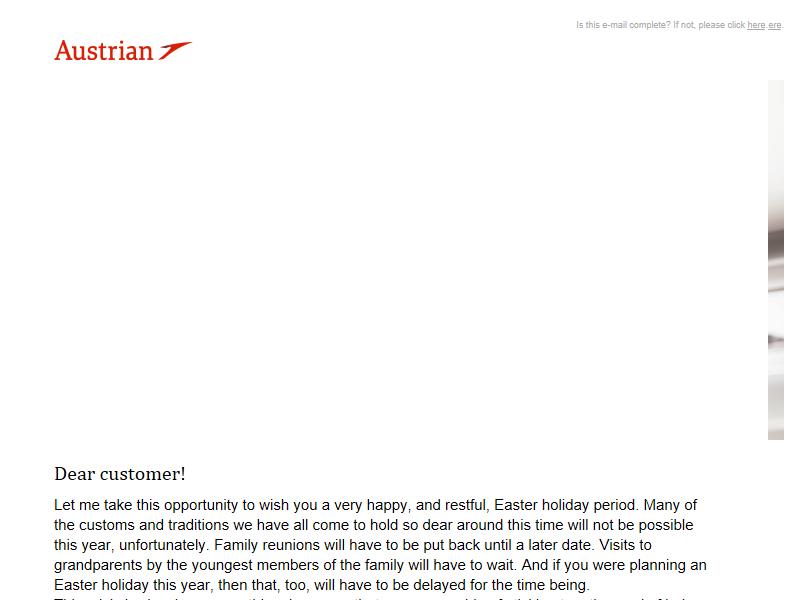 Is this e-mail complete? If not, please click here.ere.
Austrian
Dear customer!
Let me take this opportunity to wish you a very happy, and restful, Easter holiday period. Many of
the customs and traditions we have all come to hold so dear around this time will not be possible
this year, unfortunately. Family reunions will have to be put back until a later date. Visits to
grandparents by the youngest members of the family will have to wait. And if you were planning an
Easter holiday this year, then that, too, will have to be delayed for the time being.